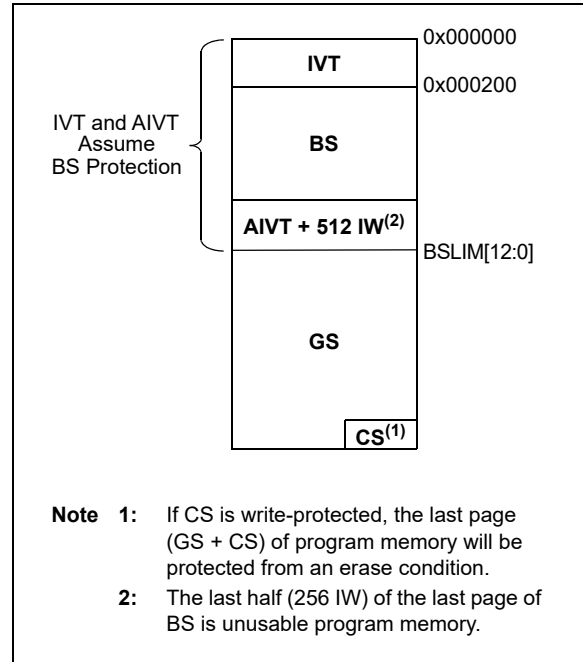 0x000000
IVT
0x000200
IVT and AIVT
Assume
BS Protection
BS
AIVT + 512 IW(2)
BSLIM[12:0]
GS
CS(1)
Note 1: If CS is write-protected, the last page
(GS + CS) of program memory will be
protected from an erase condition.
2: The last half (256 IW) of the last page of
BS is unusable program memory.